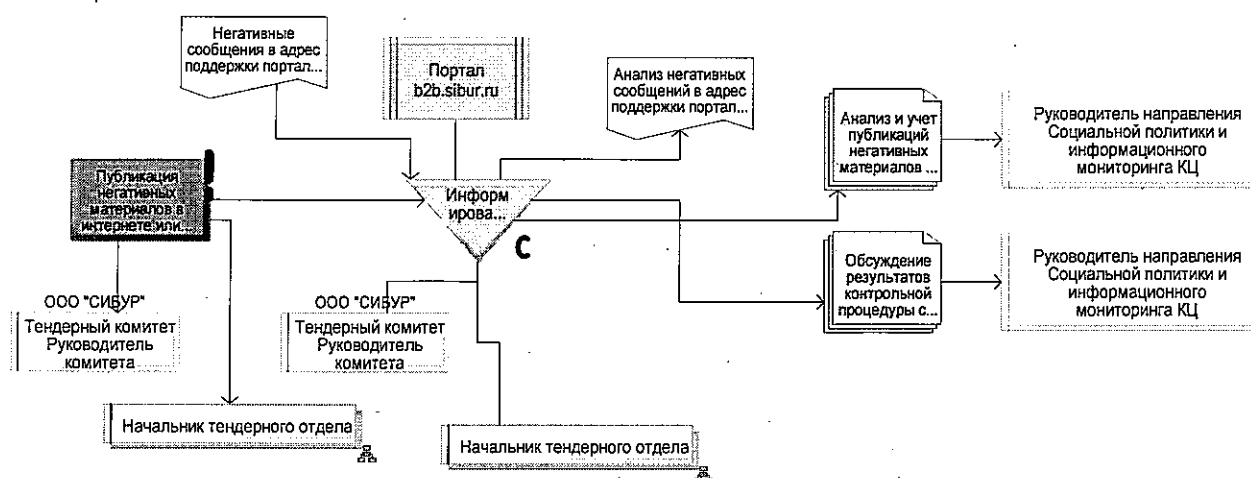 Негативные
сообщения в адрес
поддержки портал...
Портал
b2b.sibur.ru
Анализ негативных
сообщений в адрес
поддержки портал...
Анализ и учет
публикаций
негативных
материалов ...
Руководитель направления
Социальной политики и
информационного
мониторинга КЦ
Публикация
негативных
материалов в
интернете или...
Информ
ирова...
C
Обсуждение
результатов
контрольной
процедуры с...
Руководитель направления
Социальной политики и
информационного
мониторинга КЦ
ООО "СИБУР"
Тендерный комитет
Руководитель
комитета
ООО "СИБУР"
Тендерный комитет
Руководитель
комитета
Начальник тендерного отдела
Начальник тендерного отдела